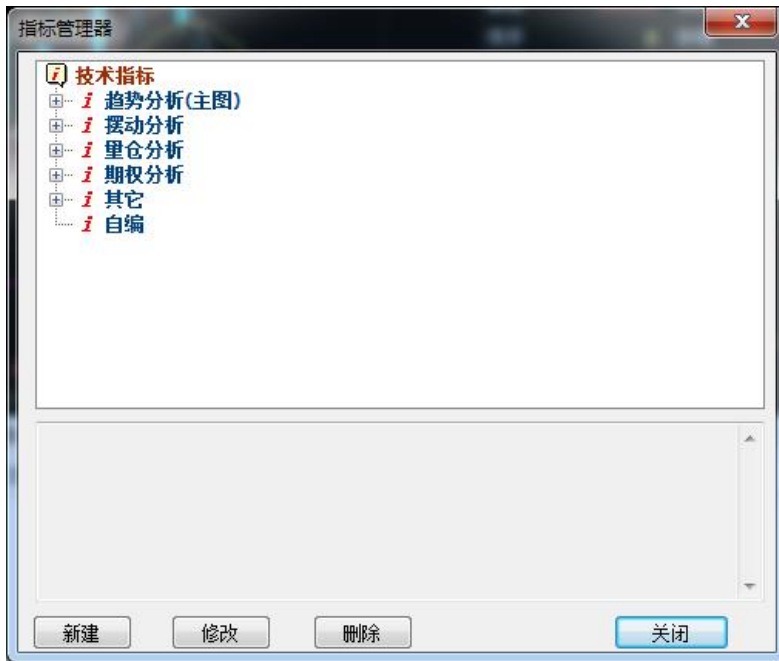 指标管理器
技术指标
趋势分析(主图)
摆动分析
量仓分析
期权分析
其它
自编
新建
修改
删除
关闭